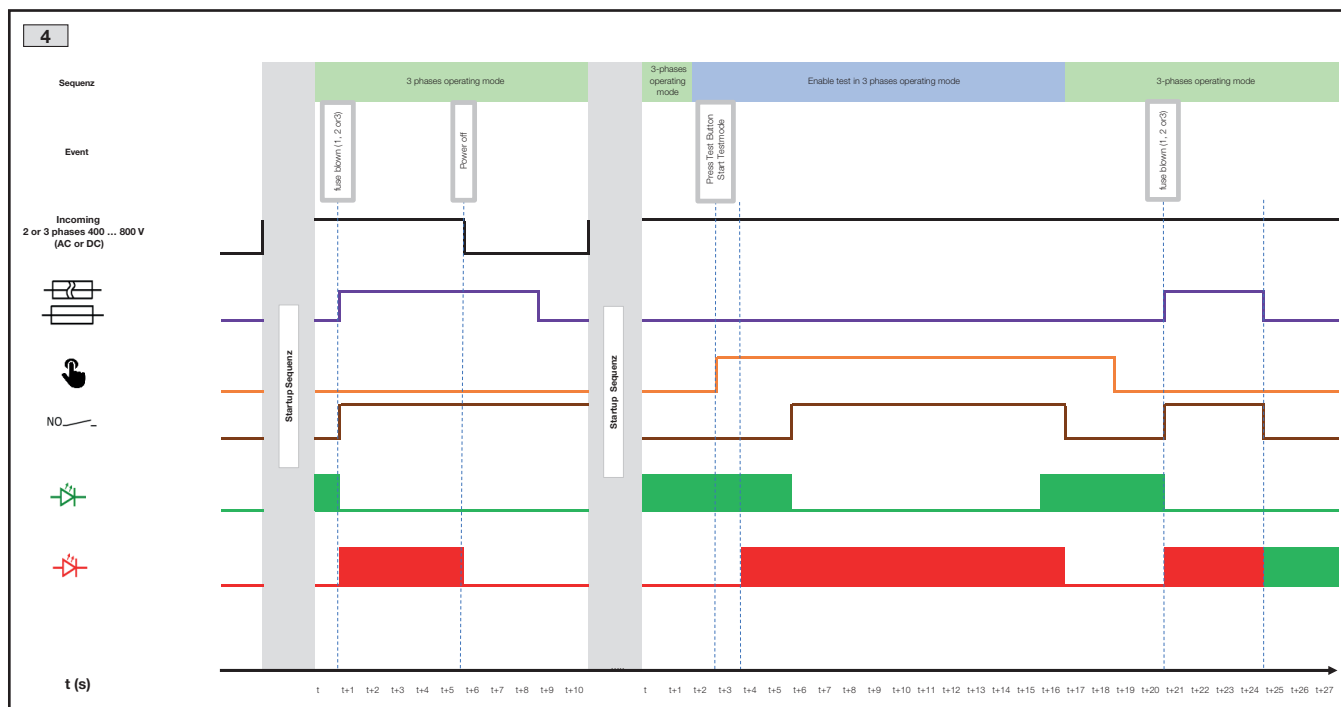 4
Sequenz
3 phases operating mode
3-phases
operating
mode
Enable test in 3 phases operating mode
3-phases operating mode
Event
fuse blown (1, 2 or3)
Power off
Press Test Button
Start Testmode
fuse blown (1, 2 or3)
Incoming
2 or 3 phases 400 ... 800 V
(AC or DC)
Startup Sequenz
Startup Sequenz
NO
.....
t (s)
t t+1 t+2 t+3 t+4 t+5 t+6 t+7 t+8 t+9 t+10
t t+1 t+2 t+3 t+4 t+5 t+6 t+7 t+8 t+9 t+10 t+11 t+12 t+13 t+14 t+15 t+16 t+17 t+18 t+19 t+20 t+21 t+22 t+23 t+24 t+25 t+26 t+27